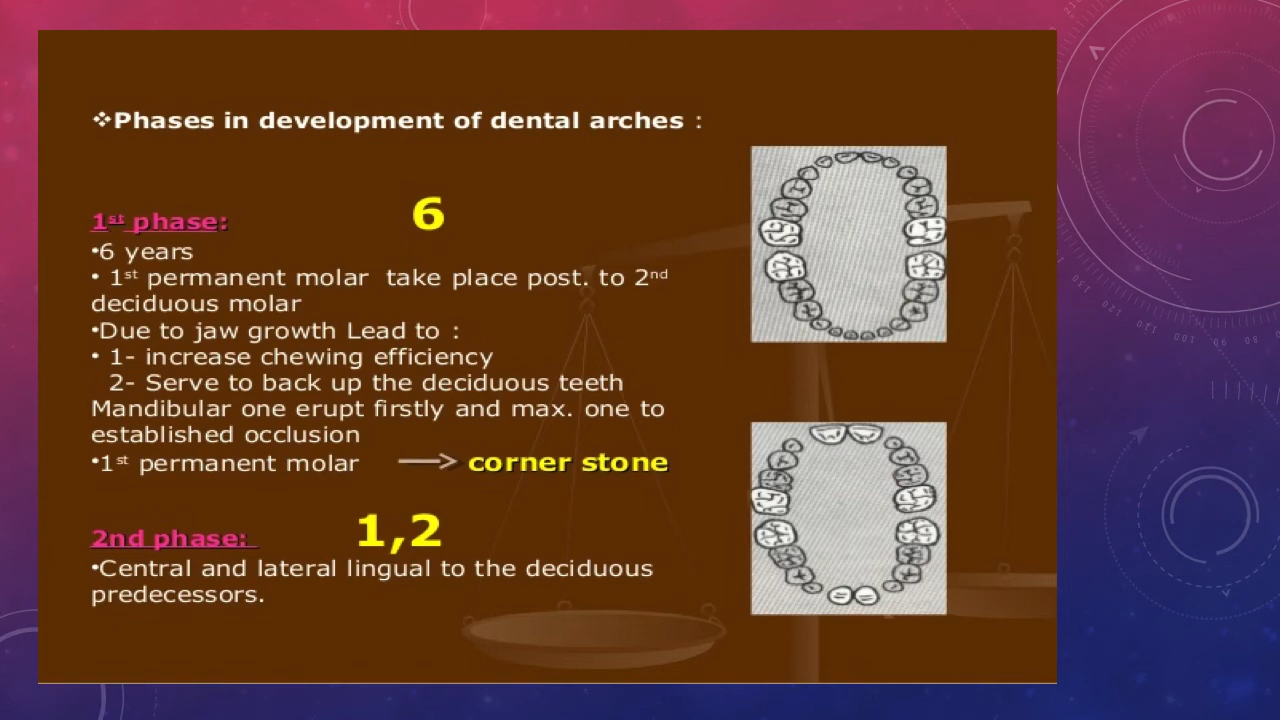 ❖Phases in development of dental arches :
1st phase: 6
•6 years
• 1st permanent molar take place post. to 2nd
deciduous molar
•Due to jaw growth Lead to :
• 1- increase chewing efficiency
2- Serve to back up the deciduous teeth
Mandibular one erupt firstly and max. one to
established occlusion
•1st permanent molar → corner stone
2nd phase: 1,2
•Central and lateral lingual to the deciduous
predecessors.